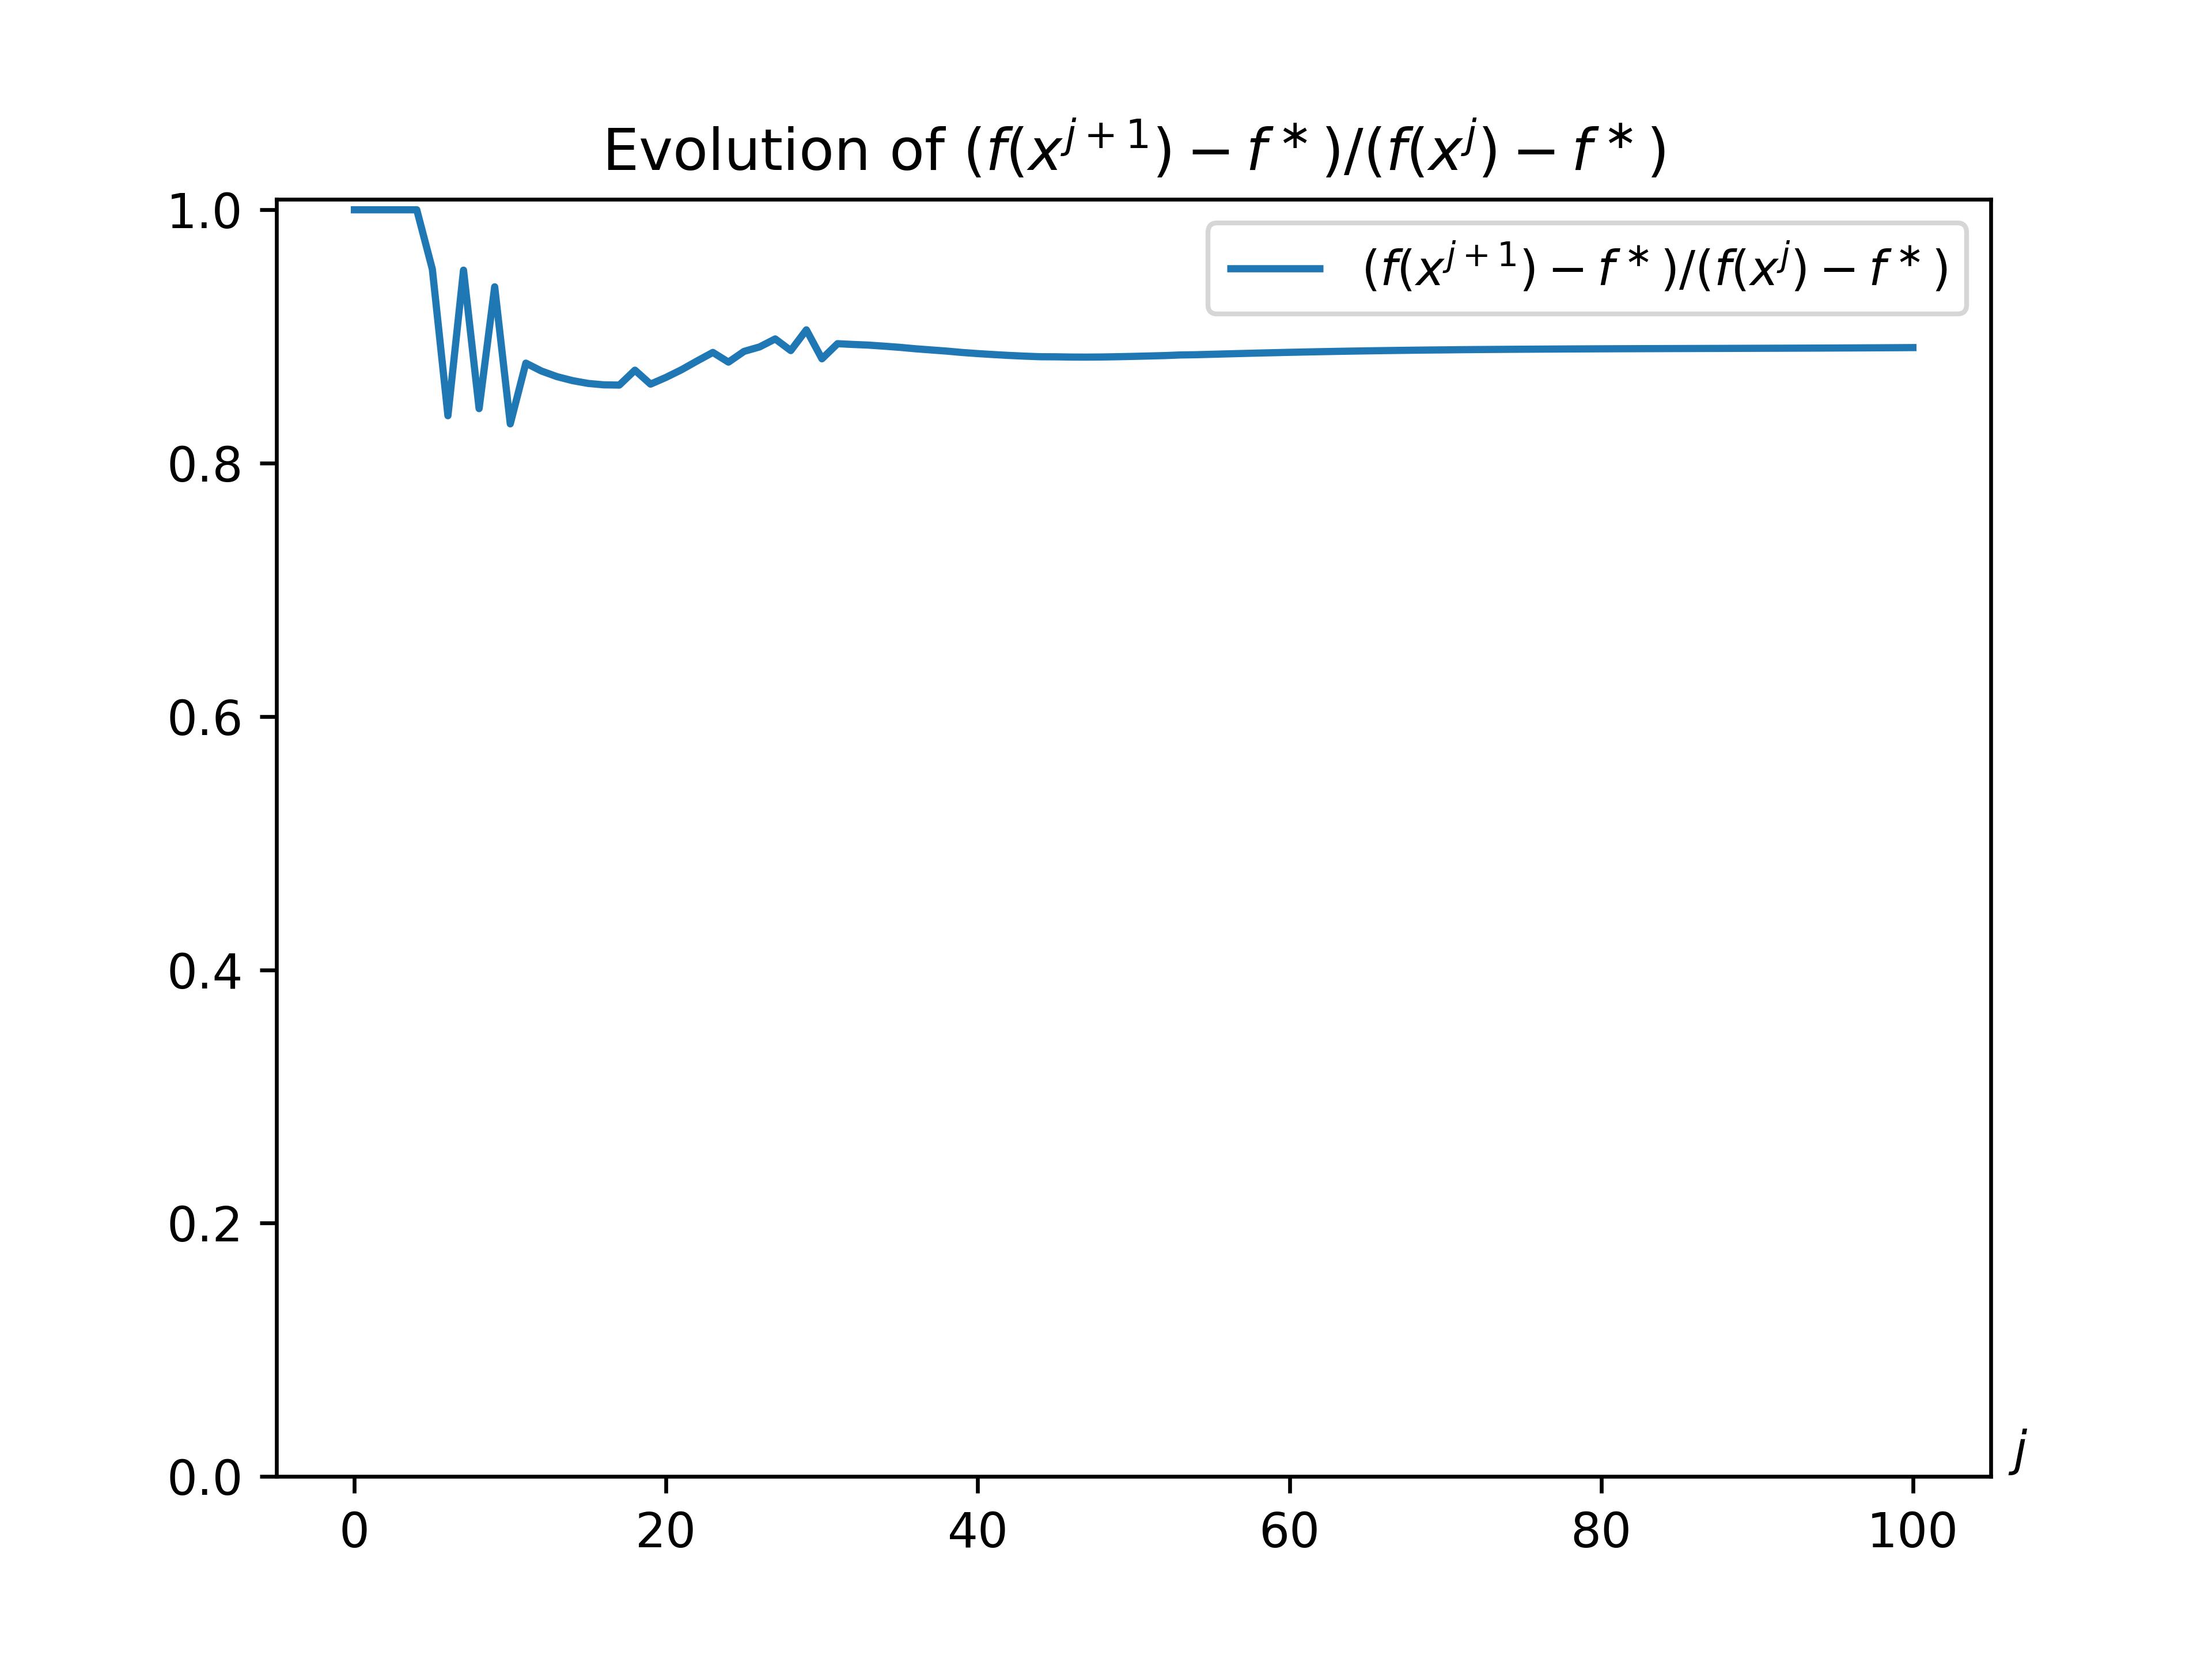 Evolution of (f(x^{j+1}) − f*)/(f(x^j) − f*)
(f(x^{j+1}) − f*)/(f(x^j) − f*)
1.0
0.8
0.6
0.4
0.2
0.0
j
0 20 40 60 80 100